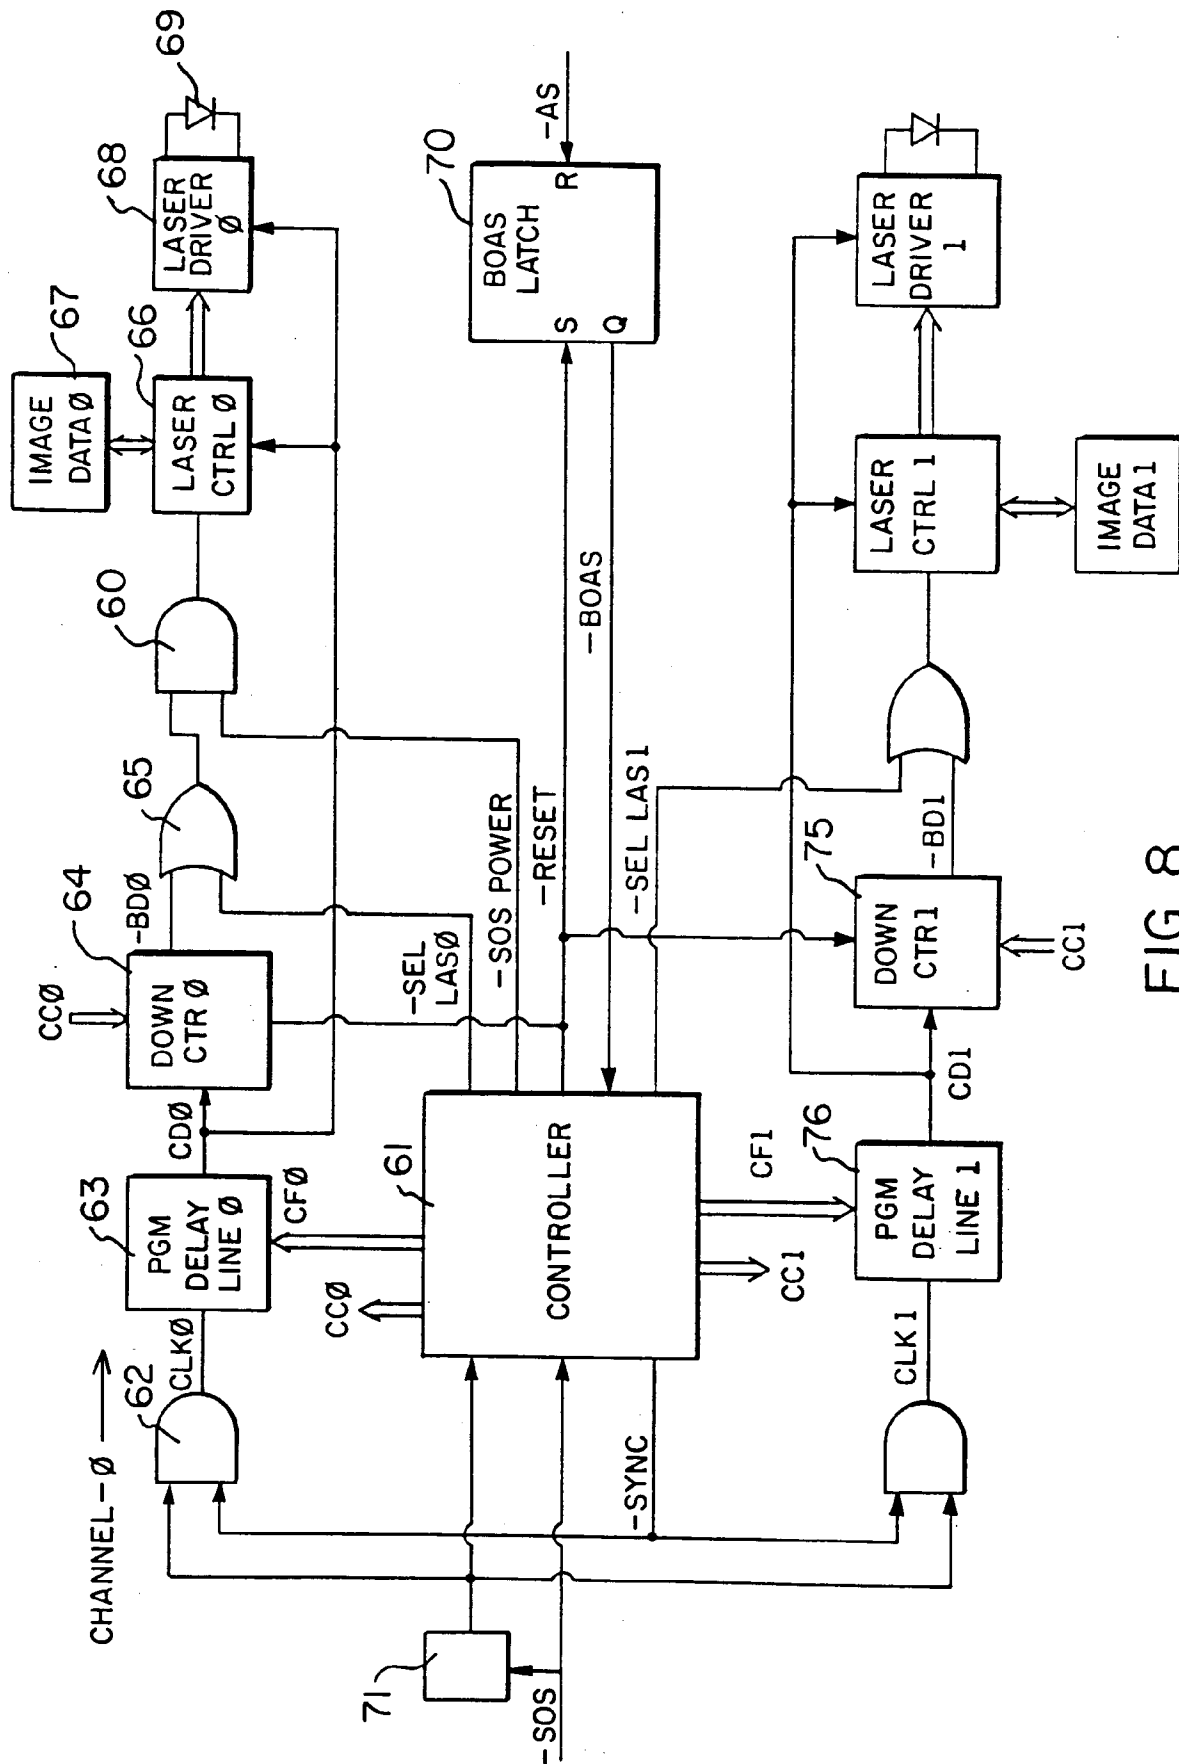 CHANNEL-Ø
62
CLKØ
63
PGM
DELAY
LINE Ø
CDØ
CCØ
64
DOWN
CTR Ø
-BDØ
65
60
IMAGE
DATA Ø
67
66
LASER
CTRL Ø
68
LASER
DRIVER
Ø
69
CCØ
CFØ
61
CONTROLLER
-SEL
LASØ
-SOS POWER
-RESET
-BOAS
-SEL LAS1
70
BOAS
LATCH
S
Q
R
-AS
71
-SOS
-SYNC
CC1
CF1
CLK1
76
PGM
DELAY
LINE 1
CD1
75
DOWN
CTR1
CC1
-BD1
LASER
CTRL 1
IMAGE
DATA 1
LASER
DRIVER
1
FIG. 8